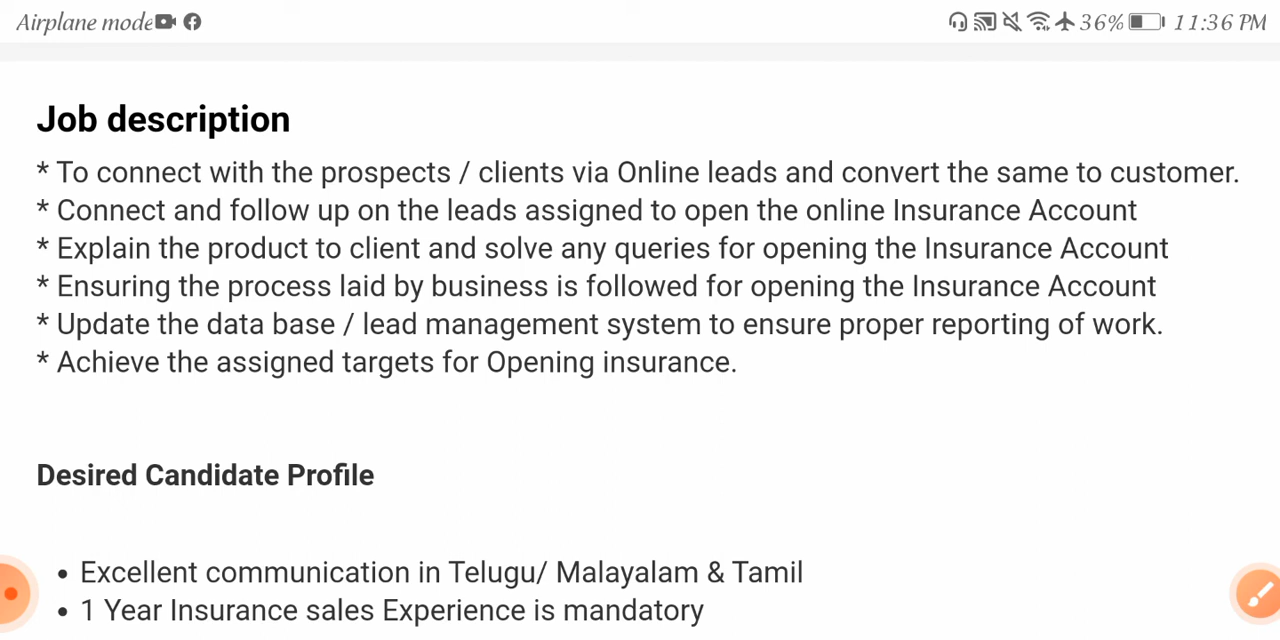 Airplane mode 36% 11:36 PM
Job description
* To connect with the prospects / clients via Online leads and convert the same to customer.
* Connect and follow up on the leads assigned to open the online Insurance Account
* Explain the product to client and solve any queries for opening the Insurance Account
* Ensuring the process laid by business is followed for opening the Insurance Account
* Update the data base / lead management system to ensure proper reporting of work.
* Achieve the assigned targets for Opening insurance.
Desired Candidate Profile
• Excellent communication in Telugu/ Malayalam & Tamil
• 1 Year Insurance sales Experience is mandatory